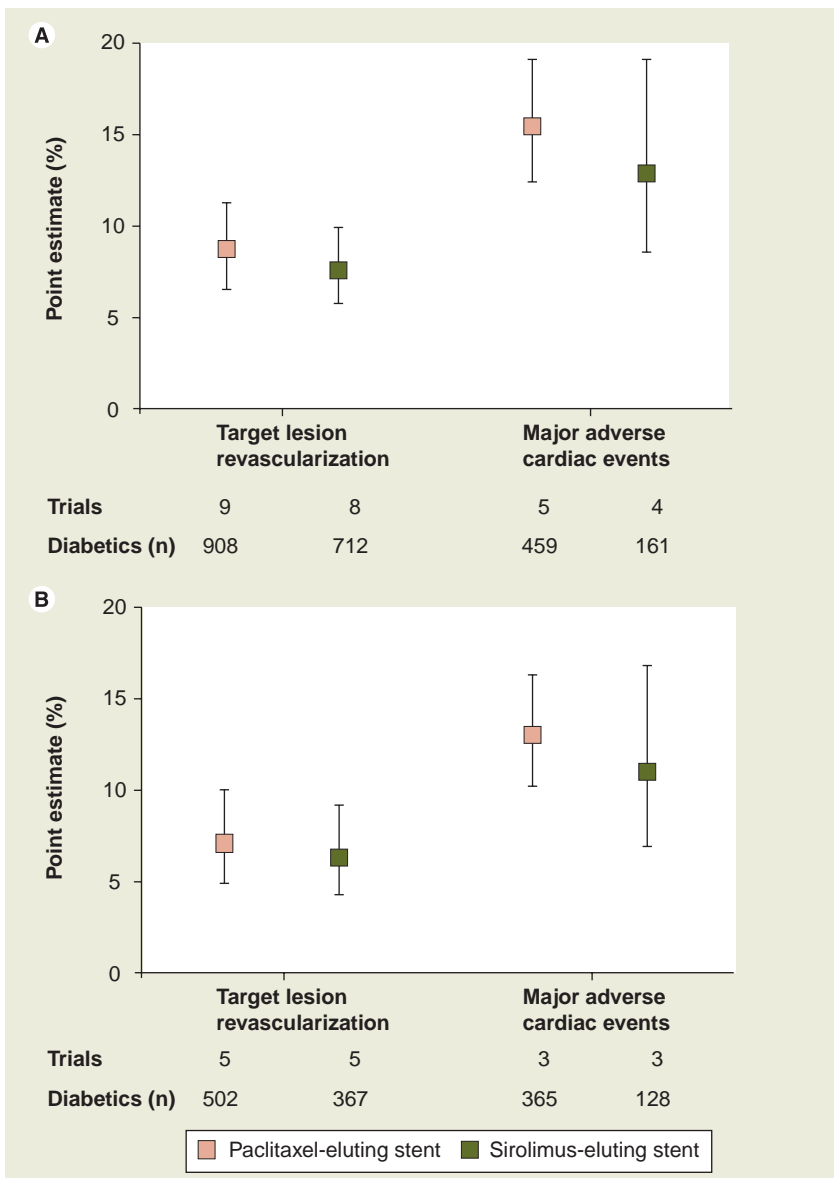 A
Point estimate (%)
20
15
10
5
0
Target lesion
revascularization
Major adverse
cardiac events
Trials 9 8 5 4
Diabetics (n) 908 712 459 161
B
Point estimate (%)
20
15
10
5
0
Target lesion
revascularization
Major adverse
cardiac events
Trials 5 5 3 3
Diabetics (n) 502 367 365 128
Paclitaxel-eluting stent Sirolimus-eluting stent